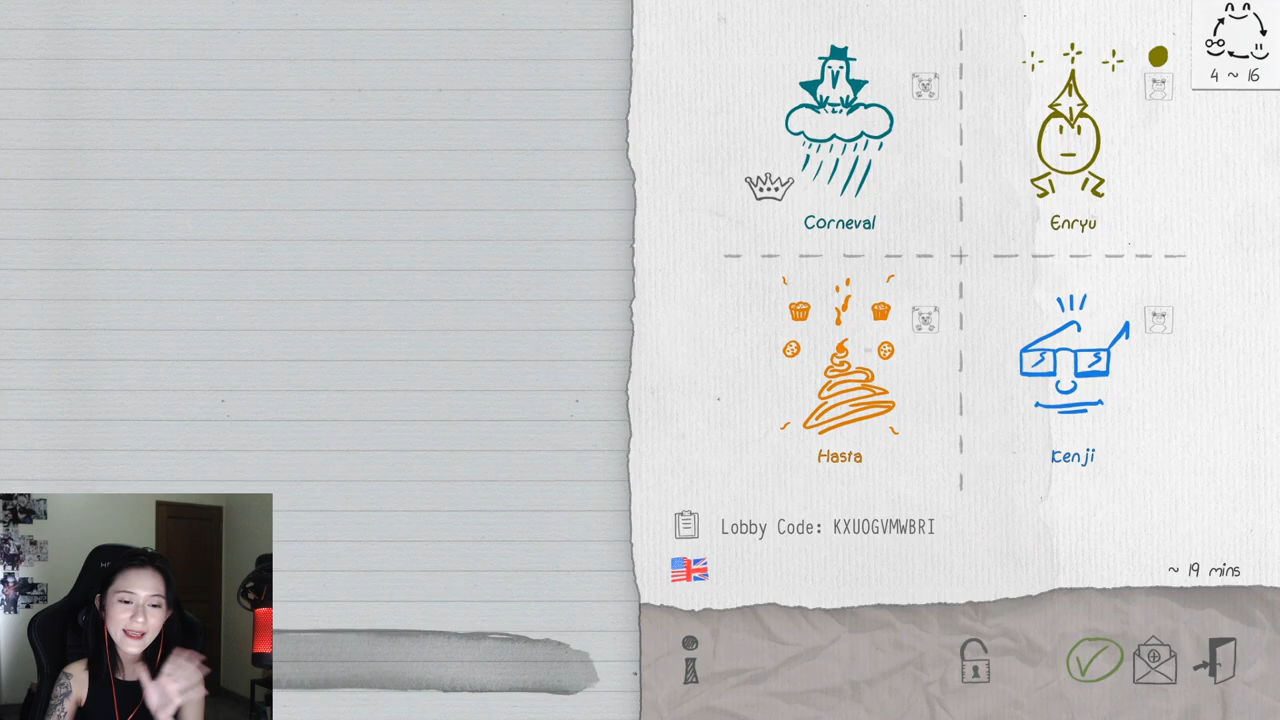 4 ~ 16
Corneval
Enryu
Hasta
Kenji
Lobby Code: KXUOGVMWBRI
~ 19 mins